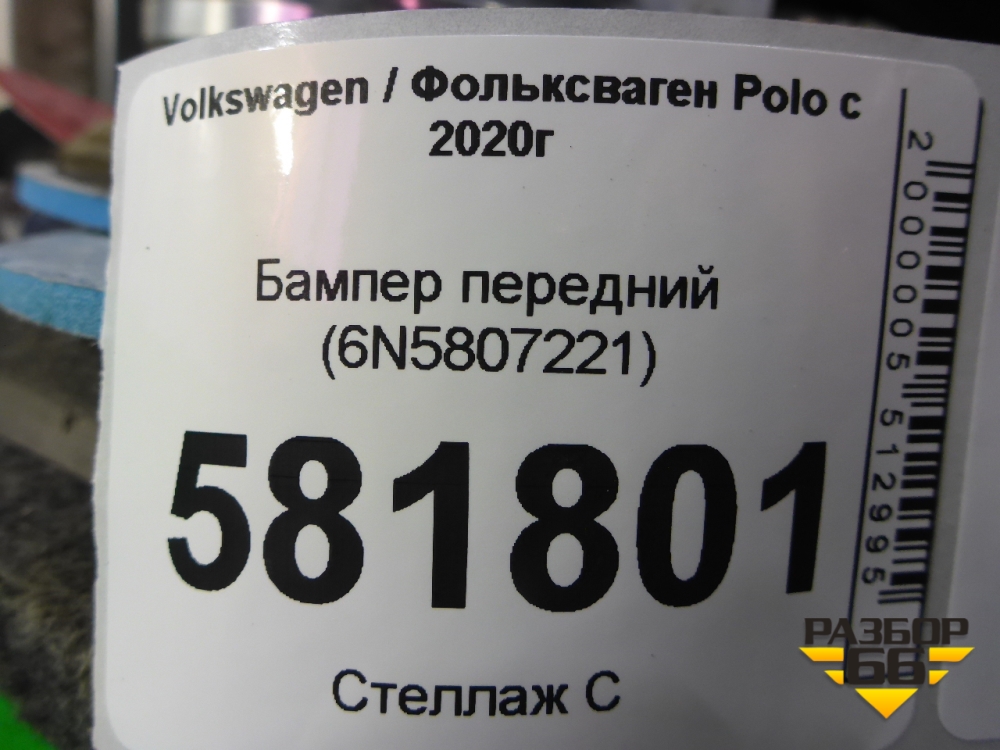 Volkswagen / Фольксваген Polo с
2020г
Бампер передний
(6N5807221)
581801
Стеллаж С
2000005512995
РАЗБОР
66